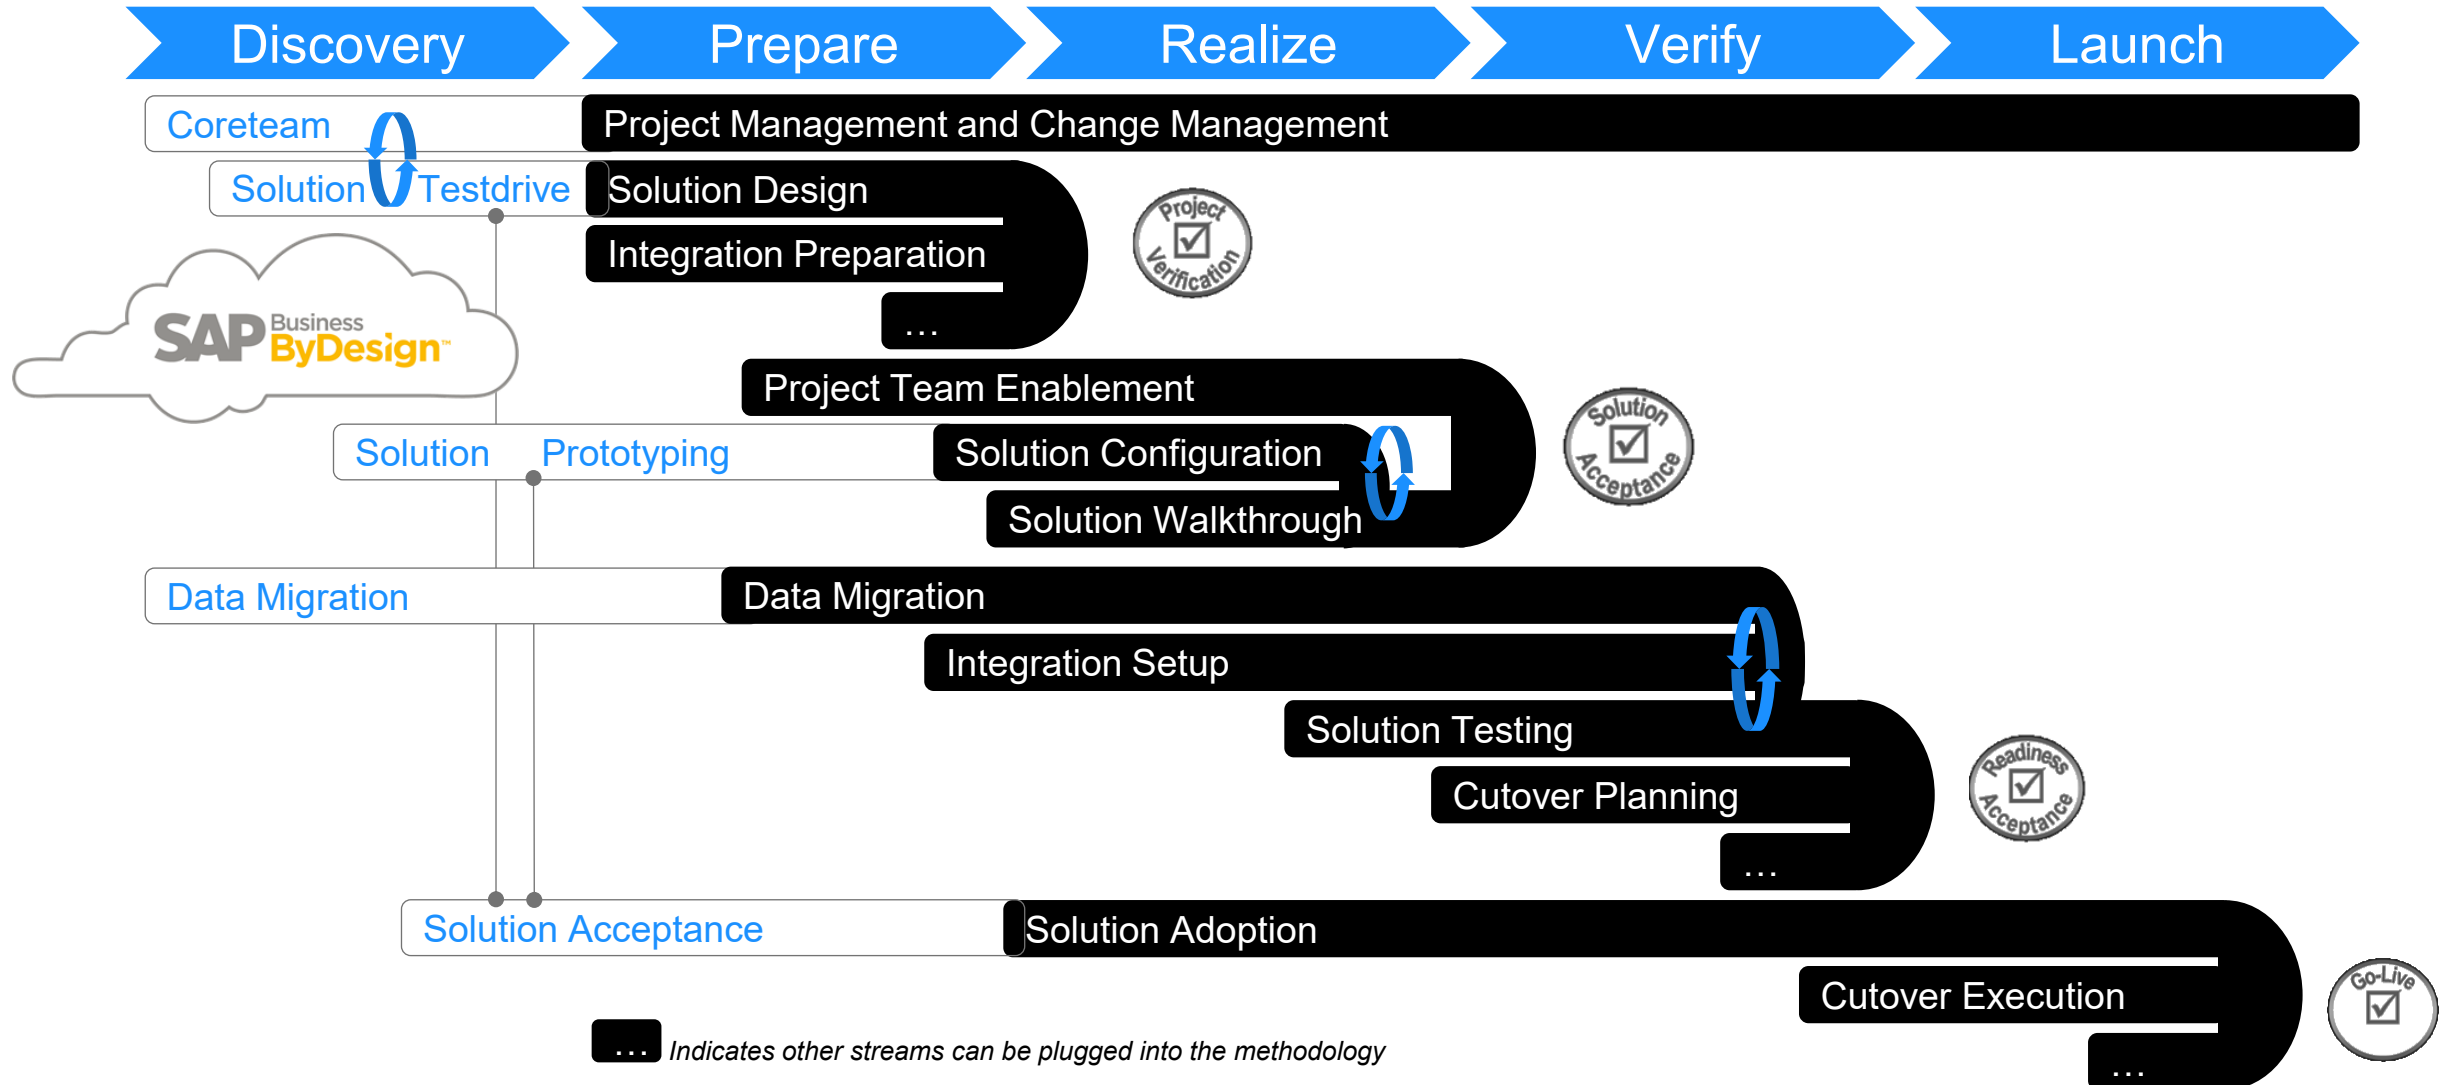 Discovery
Prepare
Realize
Verify
Launch
Coreteam
Project Management and Change Management
Solution Testdrive
Solution Design
Project Verification
Integration Preparation
...
SAP Business ByDesign™
Project Team Enablement
Solution Acceptance
Solution Prototyping
Solution Configuration
Solution Walkthrough
Data Migration
Data Migration
Integration Setup
Solution Testing
Readiness Acceptance
Cutover Planning
...
Solution Acceptance
Solution Adoption
Cutover Execution
Go-Live
... Indicates other streams can be plugged into the methodology
...